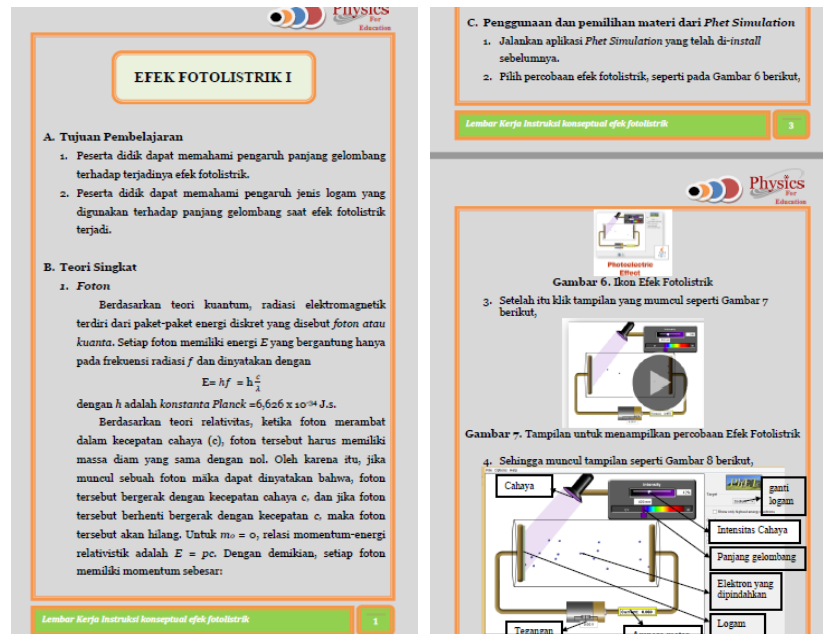 Physics
For
Education
EFEK FOTOLISTRIK I
A. Tujuan Pembelajaran
1. Peserta didik dapat memahami pengaruh panjang gelombang
terhadap terjadinya efek fotolistrik.
2. Peserta didik dapat memahami pengaruh jenis logam yang
digunakan terhadap panjang gelombang saat efek fotolistrik
terjadi.
B. Teori Singkat
1. Foton
Berdasarkan teori kuantum, radiasi elektromagnetik
terdiri dari paket-paket energi diskret yang disebut foton atau
kuanta. Setiap foton memiliki energi E yang bergantung hanya
pada frekuensi radiasi f dan dinyatakan dengan
E= hf = h c/λ
dengan h adalah konstanta Planck =6,626 x 10⁻³⁴ J.s.
Berdasarkan teori relativitas, ketika foton merambat
dalam kecepatan cahaya (c), foton tersebut harus memiliki
massa diam yang sama dengan nol. Oleh karena itu, jika
muncul sebuah foton māka dapat dinyatakan bahwa, foton
tersebut bergerak dengan kecepatan cahaya c, dan jika foton
tersebut berhenti bergerak dengan kecepatan c, maka foton
tersebut akan hilang. Untuk m₀ = 0, relasi momentum-energi
relativistik adalah E = pc. Dengan demikian, setiap foton
memiliki momentum sebesar:
Lembar Kerja Instruksi konseptual efek fotolistrik
1
C. Penggunaan dan pemilihan materi dari Phet Simulation
1. Jalankan aplikasi Phet Simulation yang telah di-install
sebelumnya.
2. Pilih percobaan efek fotolistrik, seperti pada Gambar 6 berikut,
Lembar Kerja Instruksi konseptual efek fotolistrik
3
Physics
For
Education
Photoelectric
Effect
Gambar 6. Ikon Efek Fotolistrik
3. Setelah itu klik tampilan yang mumcul seperti Gambar 7
berikut,
Gambar 7. Tampilan untuk menampilkan percobaan Efek Fotolistrik
4. Sehingga muncul tampilan seperti Gambar 8 berikut,
Cahaya
Intensity
PhET
ganti
logam
Intensitas Cahaya
Panjang gelombang
Elektron yang
dipindahkan
Logam
Tegangan